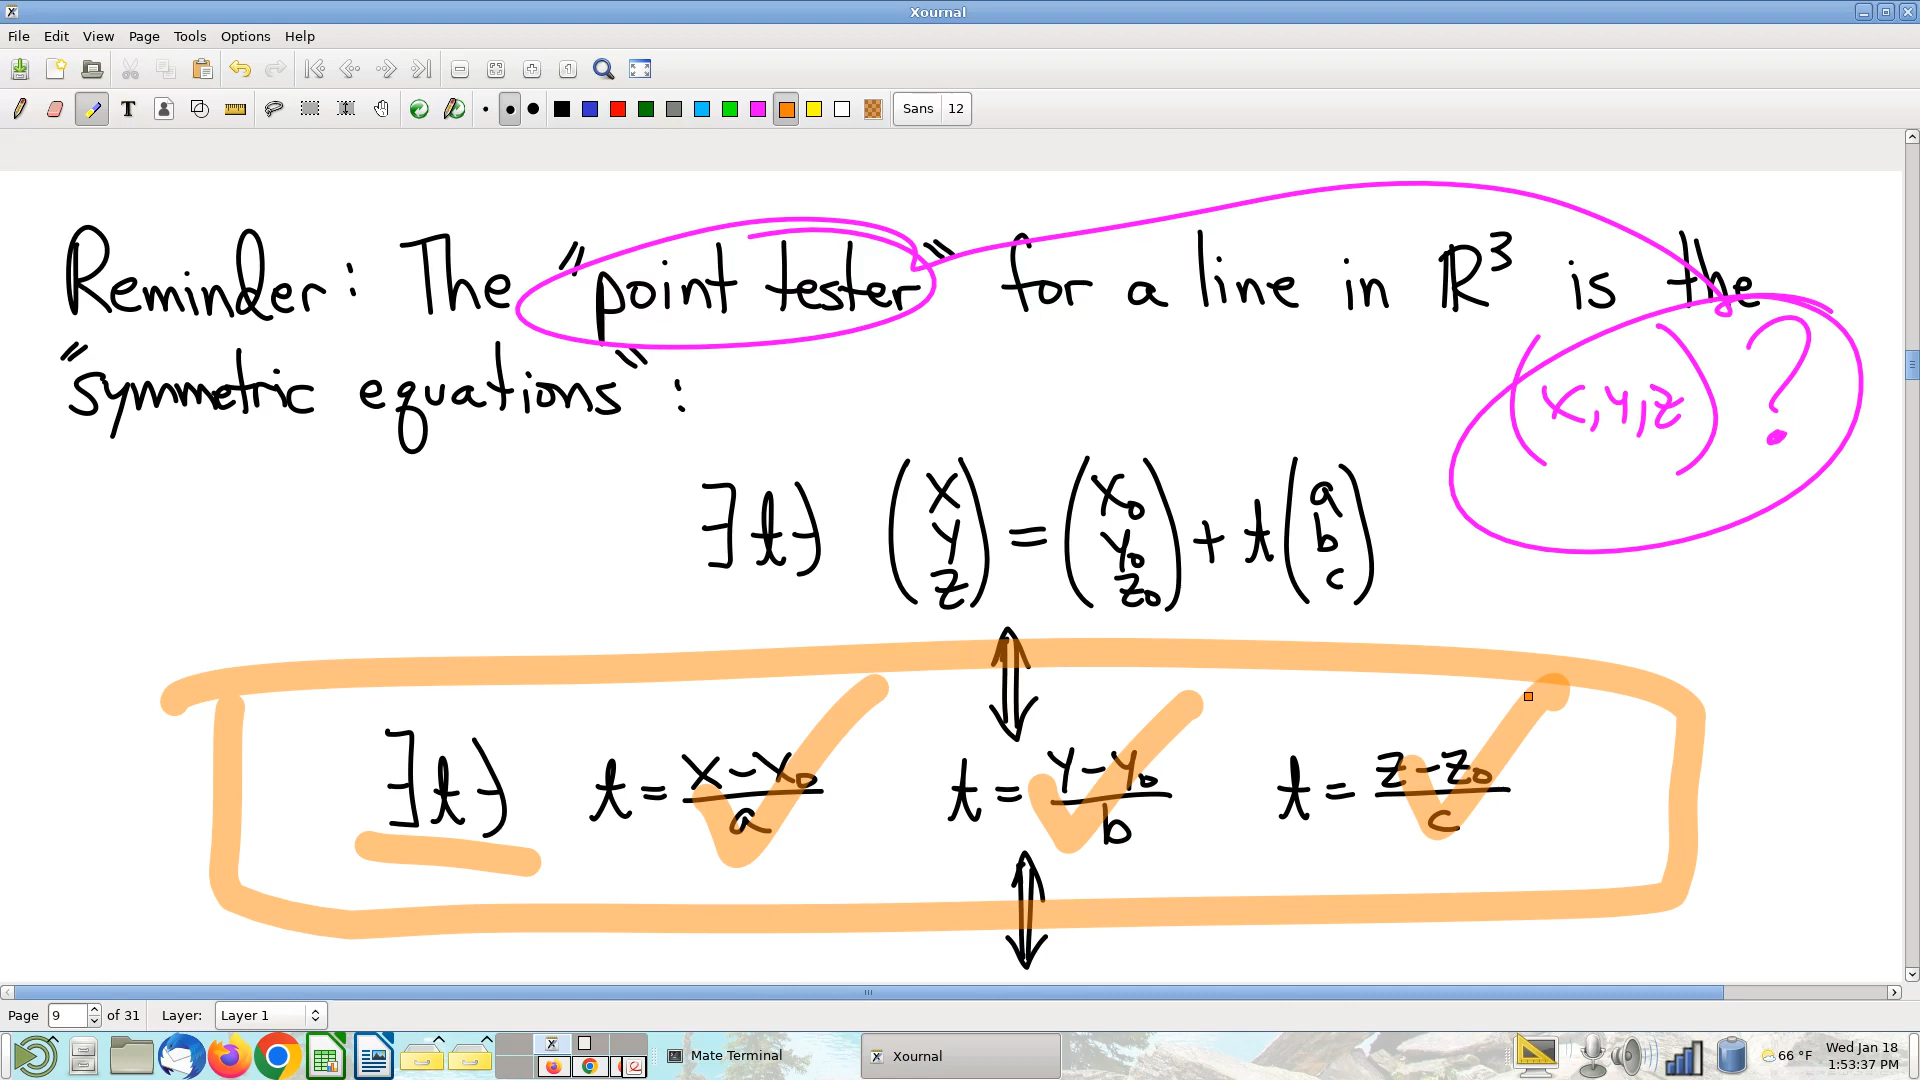 Xournal
File Edit View Page Tools Options Help
Sans 12
Reminder: The "point tester" for a line in ℝ³ is the
"symmetric equations":
(x, y, z) ?
∃ t ∋ (x y z) = (x₀ y₀ z₀) + t (a b c)
∃ t ∋ t = (x − x₀)/a t = (y − y₀)/b t = (z − z₀)/c
Page 9 of 31 Layer: Layer 1
Mate Terminal Xournal 66 °F Wed Jan 18
1:53:37 PM